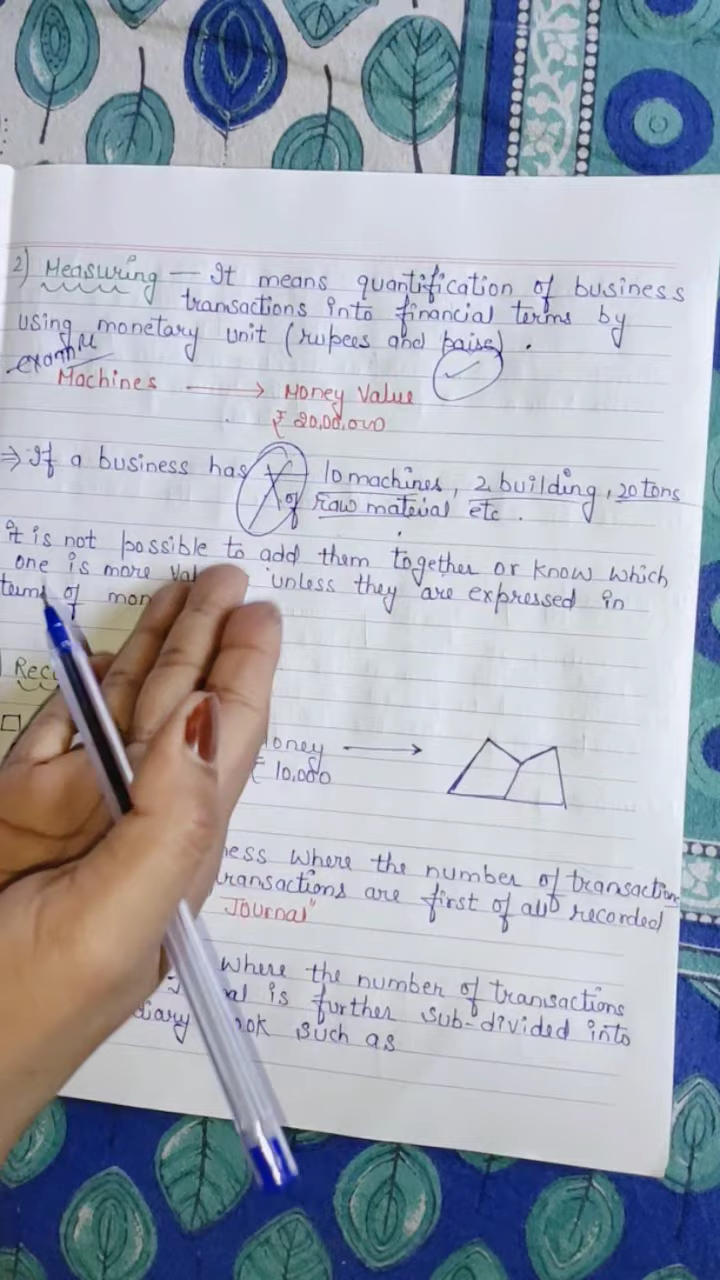 2) Measuring — It means quantification of business
transactions into financial terms by
using monetary unit (rupees and paise).
Machines → Money Value
₹ 20,00,000
⇒ If a business has 10 machines, 2 building, 20 tons
of raw material etc.
it is not possible to add them together or know which
one is more unless they are expressed in
terms of
Money →
₹ 10,000
where the number of transaction
transactions are first of all recorded
Journal"
where the number of transactions
is further sub-divided into
such as